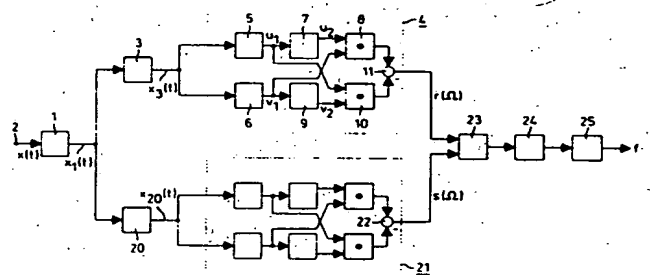 5 7 8 4
3 u₁ u₂
11
x₃(t)
2 1 6 v₁ 9 v₂ 10 r(Ω)
x(t) x₁(t) 23 24 25 f
x₂₀(t) s(Ω)
20 22
21